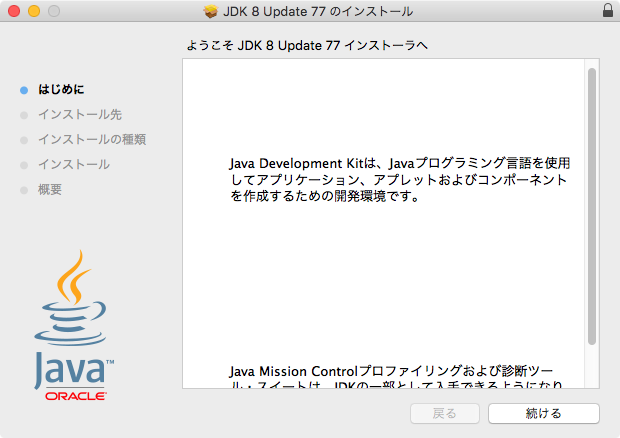 JDK 8 Update 77 のインストール
ようこそ JDK 8 Update 77 インストーラへ
はじめに
インストール先
インストールの種類
インストール
概要
Java Development Kitは、Javaプログラミング言語を使用
してアプリケーション、アプレットおよびコンポーネント
を作成するための開発環境です。
Java Mission Controlプロファイリングおよび診断ツー
ル・スイートは、JDKの一部として入手できるようになり
Java™
ORACLE
戻る
続ける